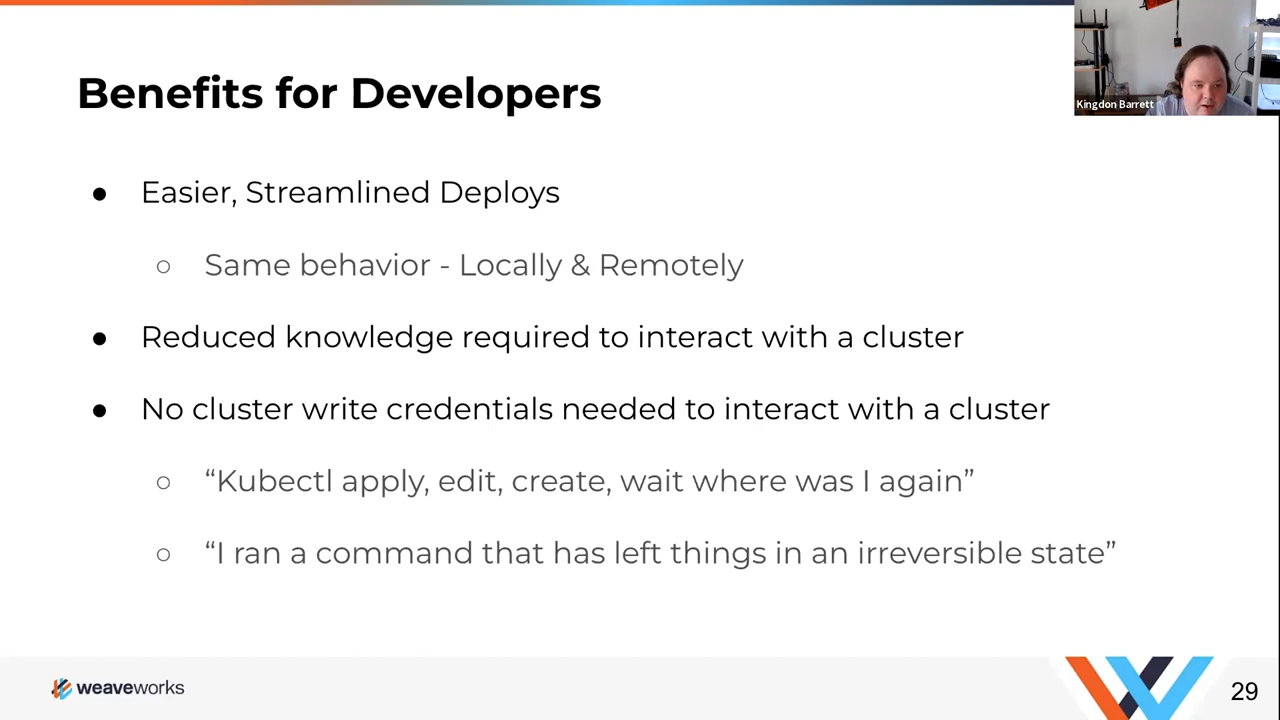 Benefits for Developers
Kingdon Barrett
● Easier, Streamlined Deploys
○ Same behavior - Locally & Remotely
● Reduced knowledge required to interact with a cluster
● No cluster write credentials needed to interact with a cluster
○ “Kubectl apply, edit, create, wait where was I again”
○ “I ran a command that has left things in an irreversible state”
weaveworks
29